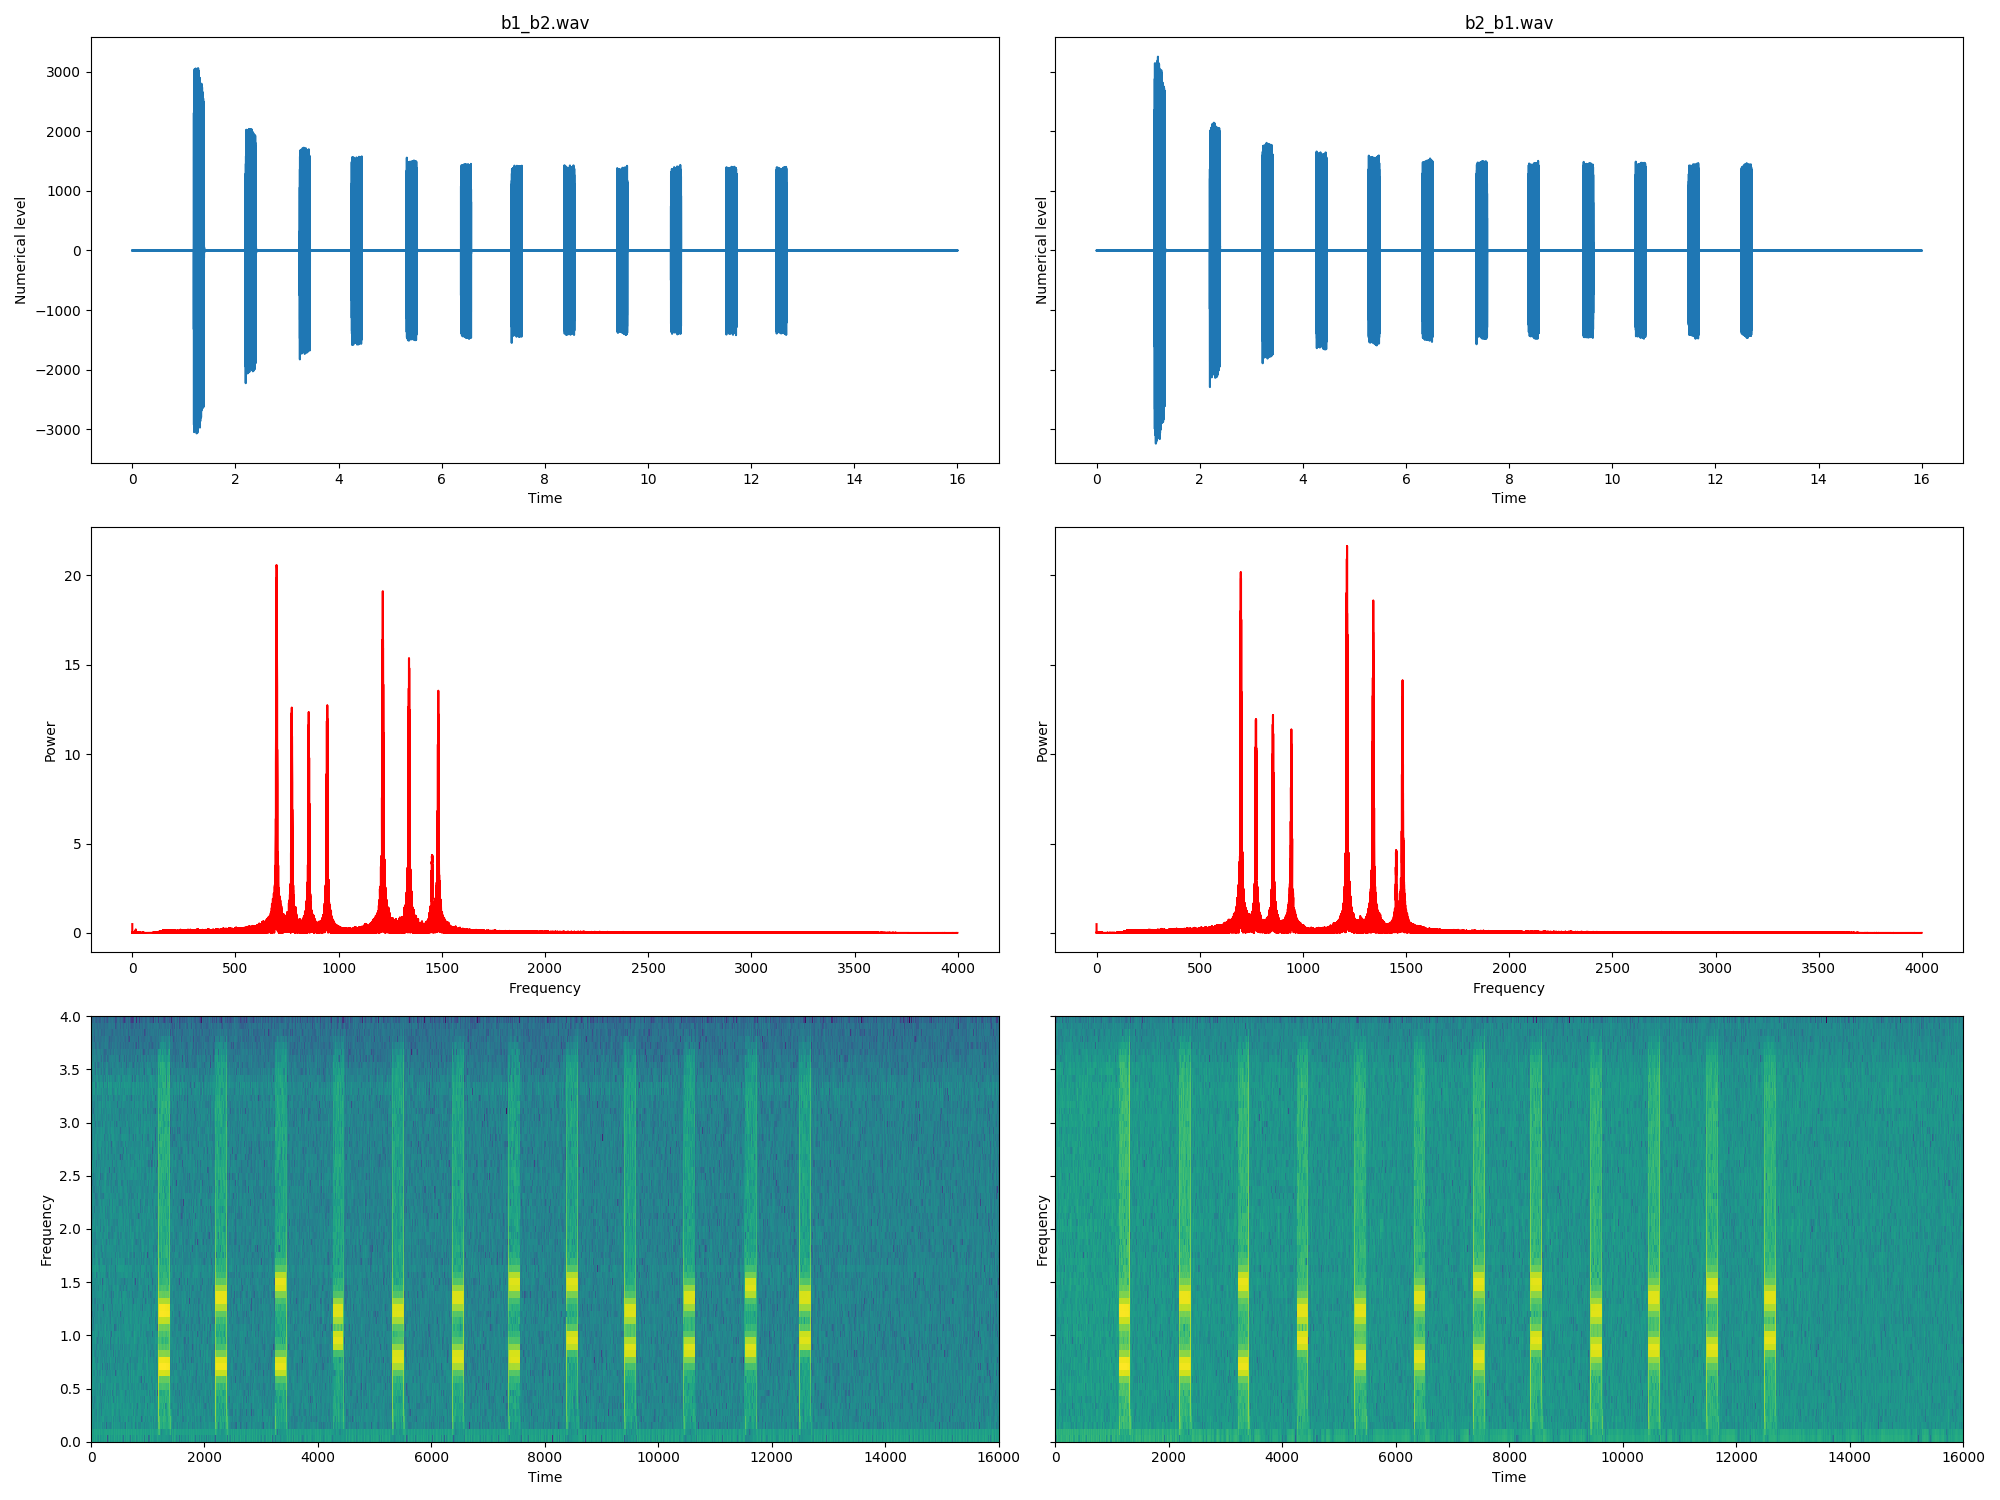 b1_b2.wav
b2_b1.wav
3000
2000
1000
0
−1000
−2000
−3000
Numerical level
Numerical level
0 2 4 6 8 10 12 14 16
0 2 4 6 8 10 12 14 16
Time
Time
20
15
10
5
0
Power
Power
0 500 1000 1500 2000 2500 3000 3500 4000
0 500 1000 1500 2000 2500 3000 3500 4000
Frequency
Frequency
4.0
3.5
3.0
2.5
2.0
1.5
1.0
0.5
0.0
Frequency
Frequency
0 2000 4000 6000 8000 10000 12000 14000 16000
0 2000 4000 6000 8000 10000 12000 14000 16000
Time
Time